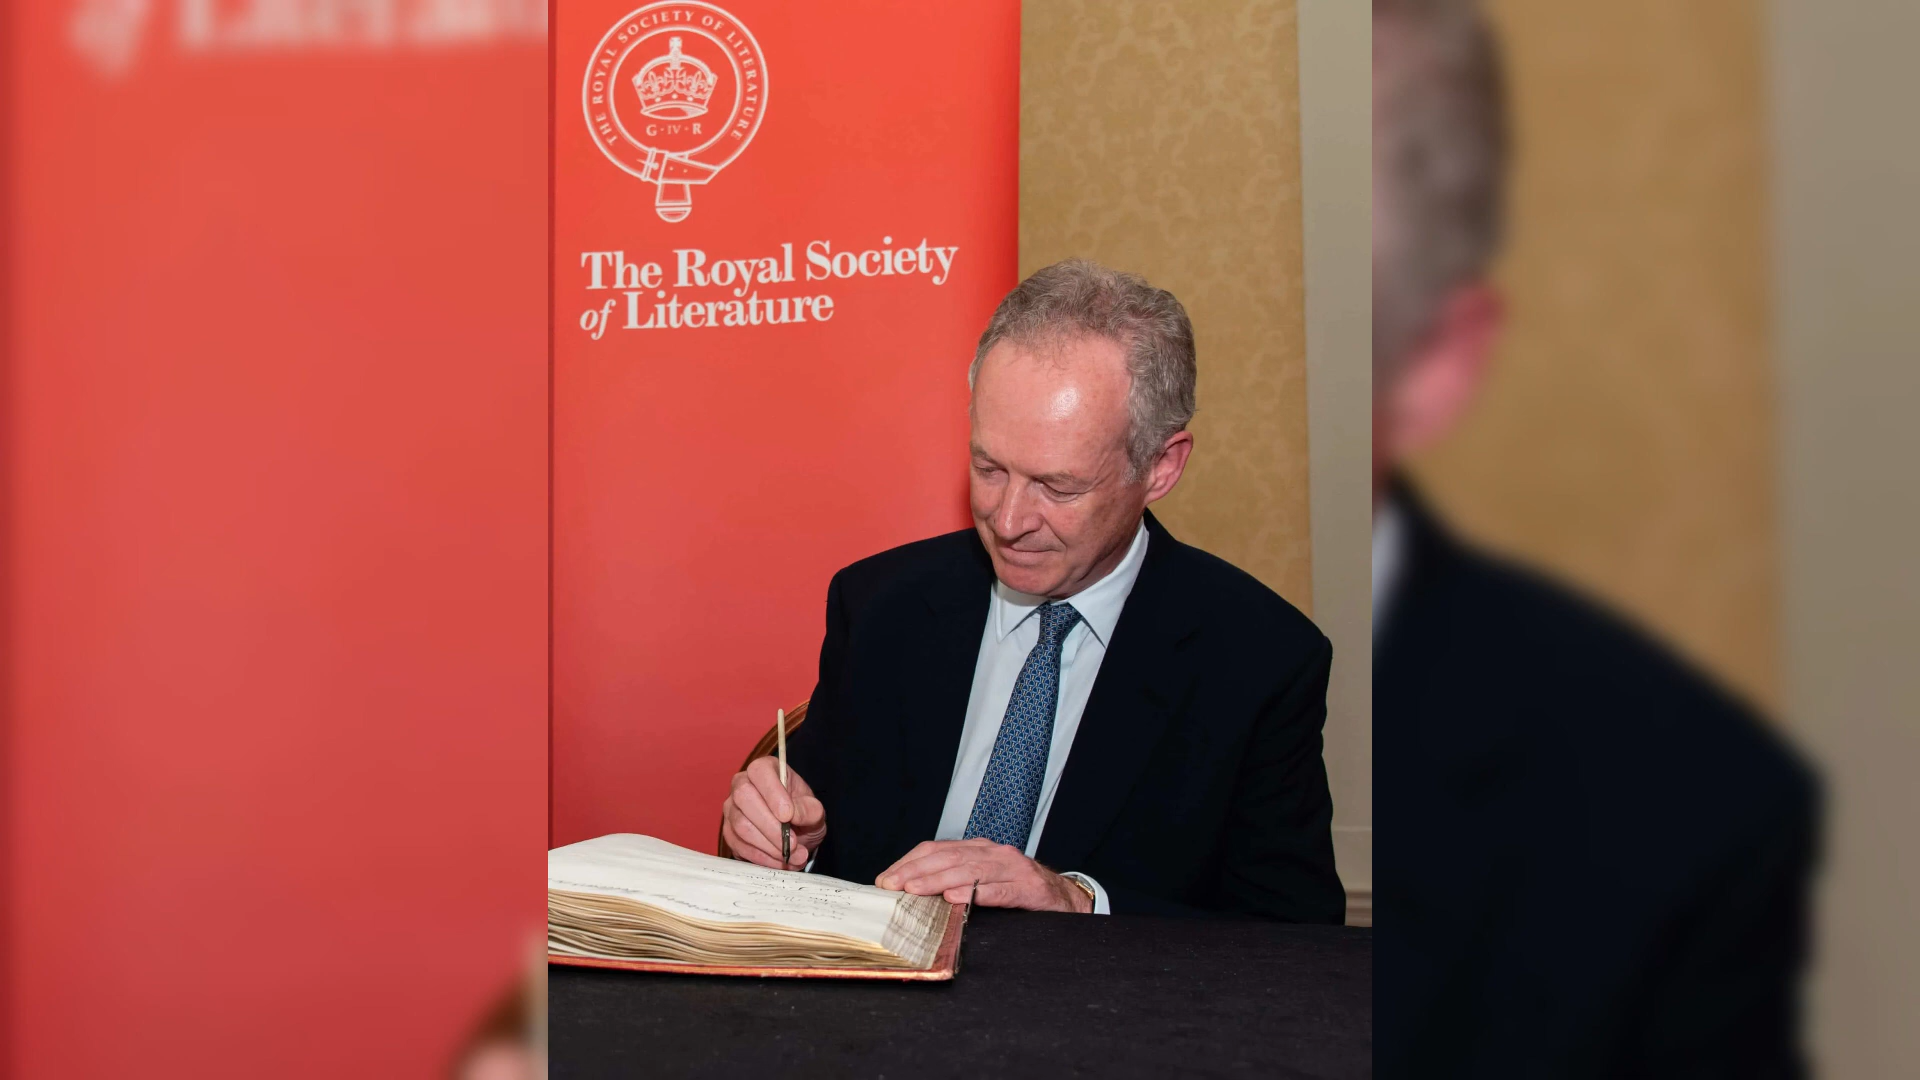 THE ROYAL SOCIETY OF LITERATURE
G·IV·R
The Royal Society
of Literature